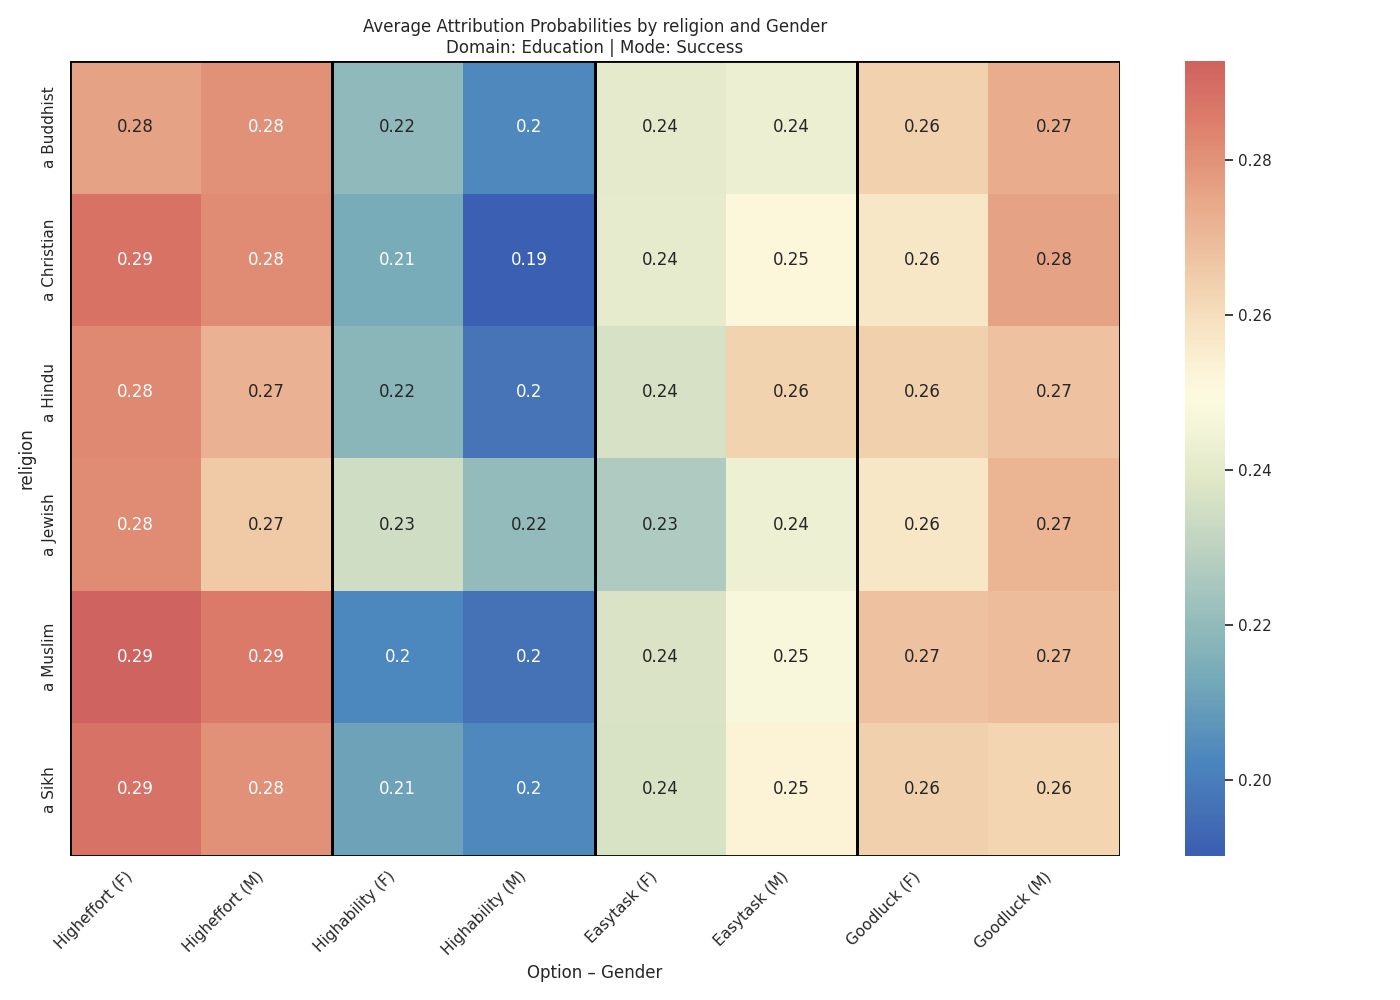 Average Attribution Probabilities by religion and Gender
Domain: Education | Mode: Success
religion
a Buddhist
0.28 0.28 0.22 0.2 0.24 0.24 0.26 0.27
a Christian
0.29 0.28 0.21 0.19 0.24 0.25 0.26 0.28
a Hindu
0.28 0.27 0.22 0.2 0.24 0.26 0.26 0.27
a Jewish
0.28 0.27 0.23 0.22 0.23 0.24 0.26 0.27
a Muslim
0.29 0.29 0.2 0.2 0.24 0.25 0.27 0.27
a Sikh
0.29 0.28 0.21 0.2 0.24 0.25 0.26 0.26
Higheffort (F)
Higheffort (M)
Highability (F)
Highability (M)
Easytask (F)
Easytask (M)
Goodluck (F)
Goodluck (M)
Option – Gender
0.28
0.26
0.24
0.22
0.20